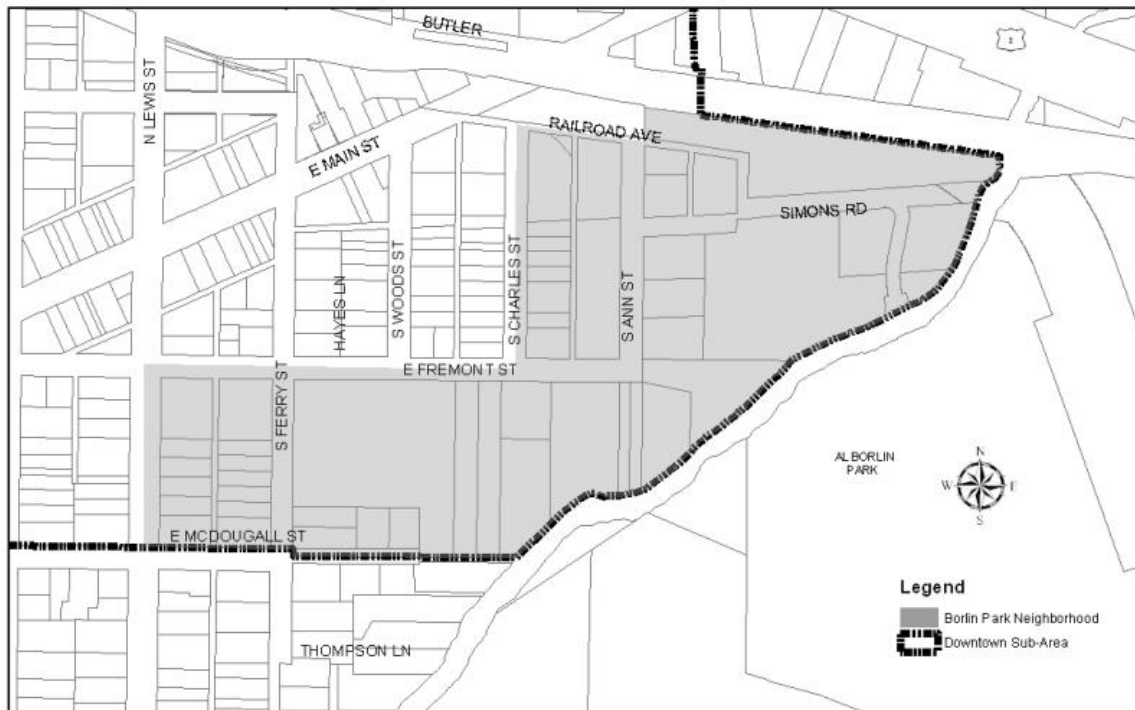 BUTLER
2
N LEWIS ST
RAILROAD AVE
E MAIN ST
SIMONS RD
HAYES LN
S WOODS ST
S CHARLES ST
S ANN ST
E FREMONT ST
S FERRY ST
AL BORLIN
PARK
N
W E
S
E MCDOUGALL ST
Legend
Borlin Park Neighborhood
Downtown Sub-Area
THOMPSON LN